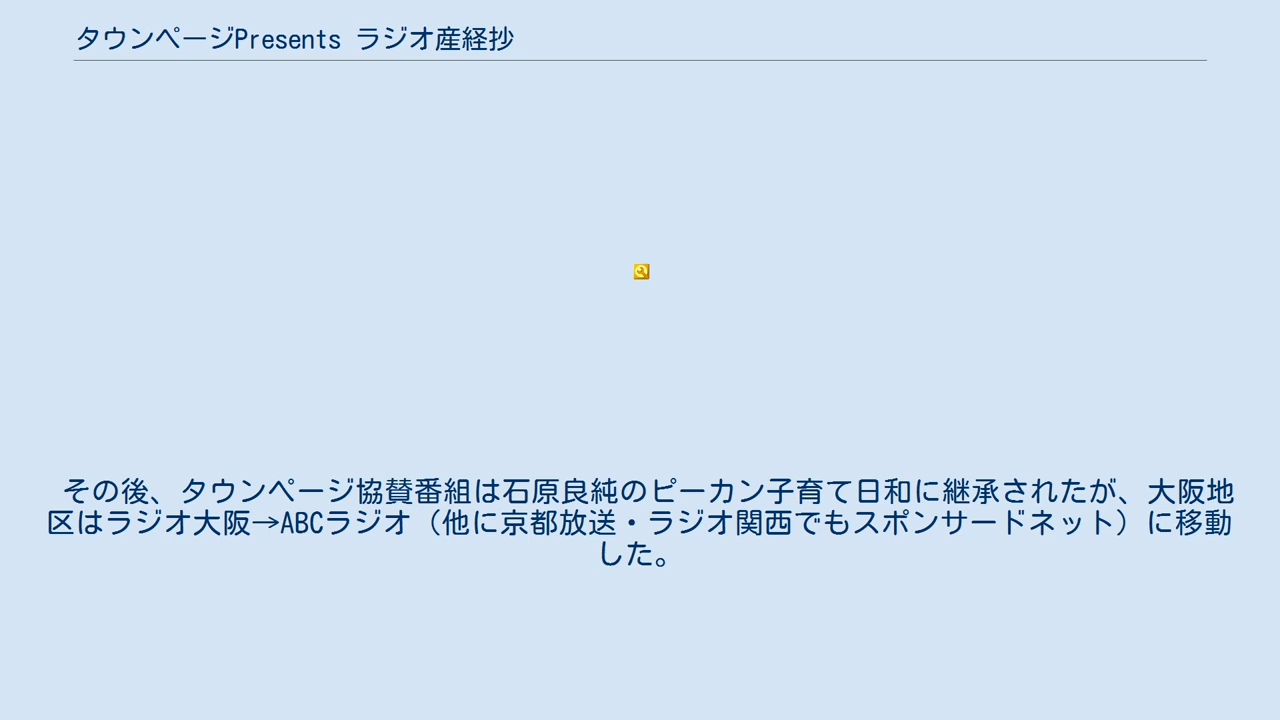 タウンページPresents ラジオ産経抄
その後、タウンページ協賛番組は石原良純のピーカン子育て日和に継承されたが、大阪地
区はラジオ大阪→ABCラジオ（他に京都放送・ラジオ関西でもスポンサードネット）に移動
した。